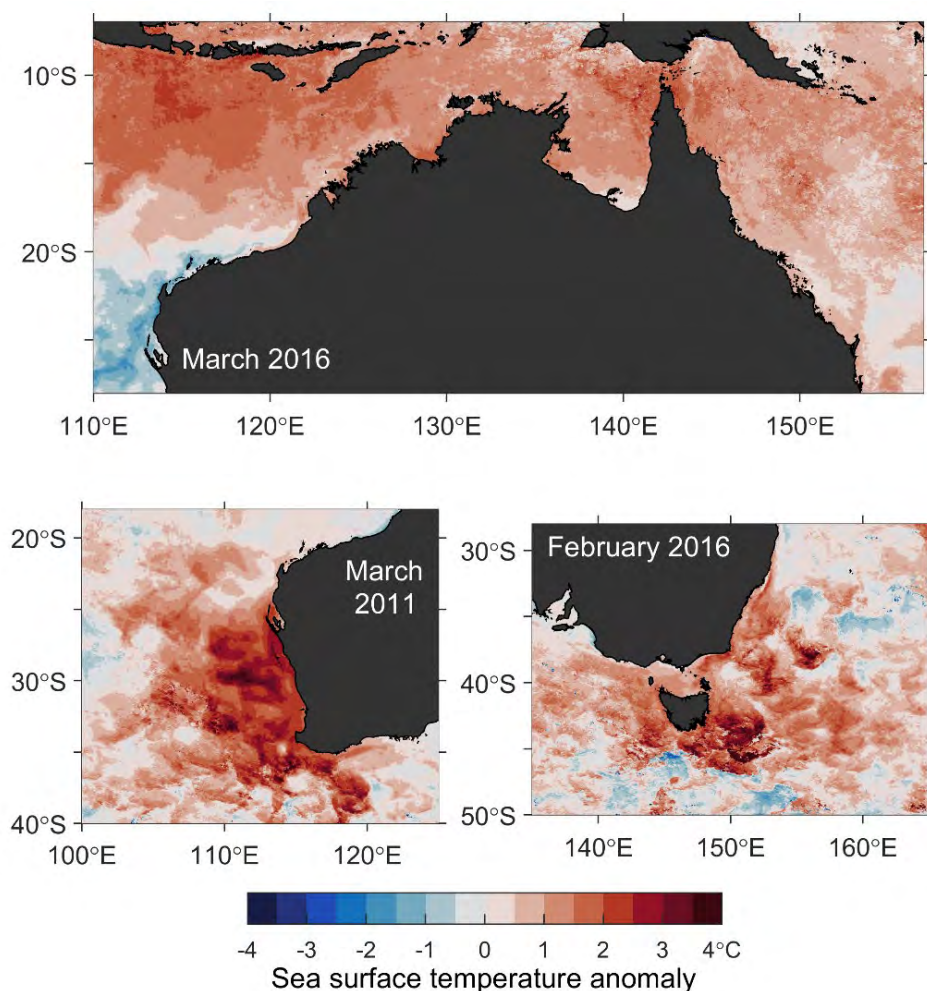 10°S
20°S
March 2016
110°E 120°E 130°E 140°E 150°E
20°S
30°S
40°S
March
2011
100°E 110°E 120°E
30°S
40°S
50°S
February 2016
140°E 150°E 160°E
-4 -3 -2 -1 0 1 2 3 4°C
Sea surface temperature anomaly